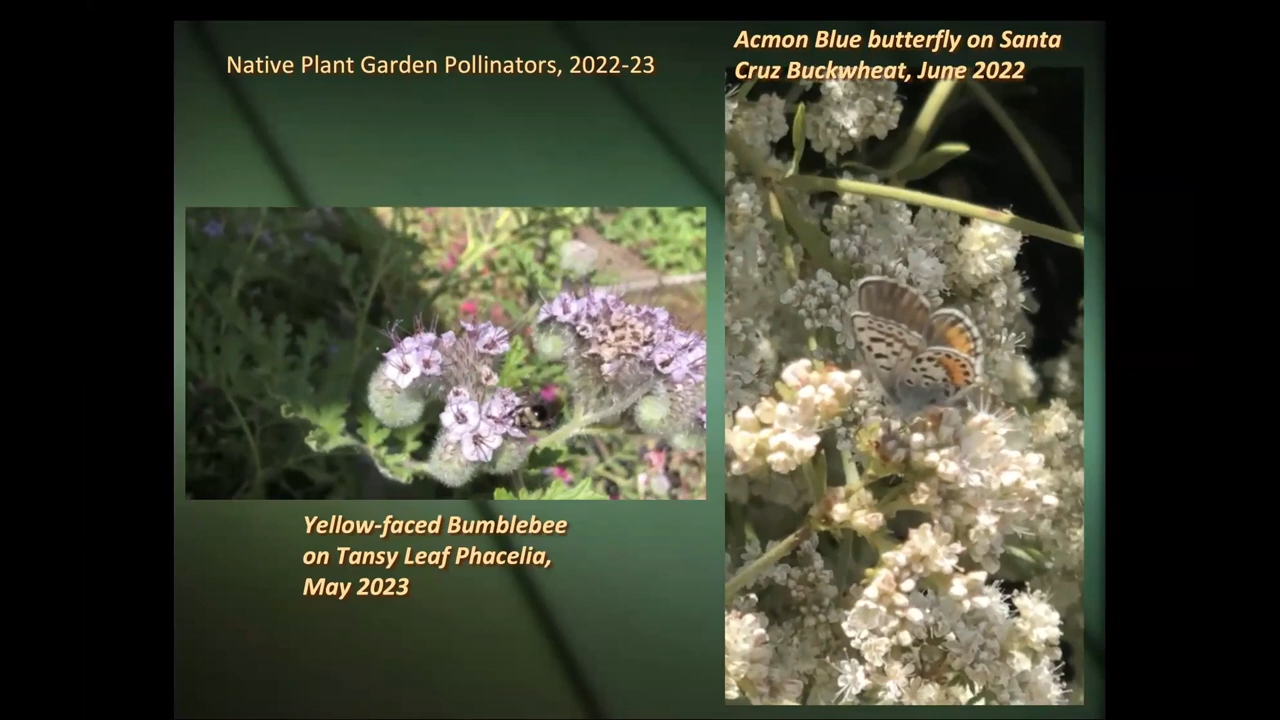 Native Plant Garden Pollinators, 2022-23
Acmon Blue butterfly on Santa
Cruz Buckwheat, June 2022
Yellow-faced Bumblebee
on Tansy Leaf Phacelia,
May 2023